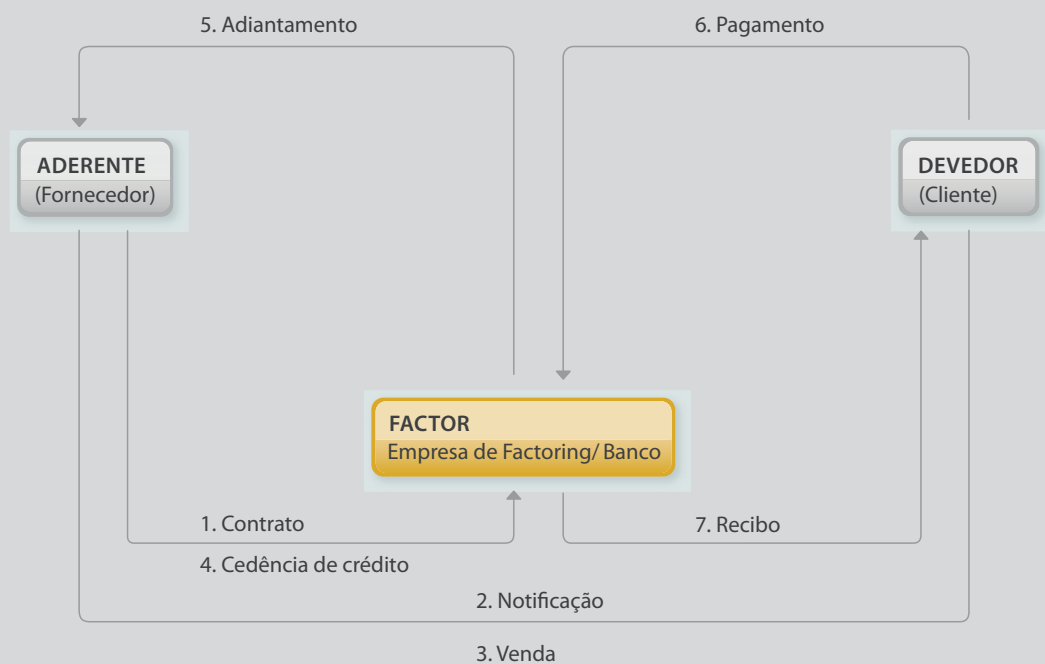 5. Adiantamento
6. Pagamento
ADERENTE
(Fornecedor)
DEVEDOR
(Cliente)
FACTOR
Empresa de Factoring/ Banco
1. Contrato
7. Recibo
4. Cedência de crédito
2. Notificação
3. Venda